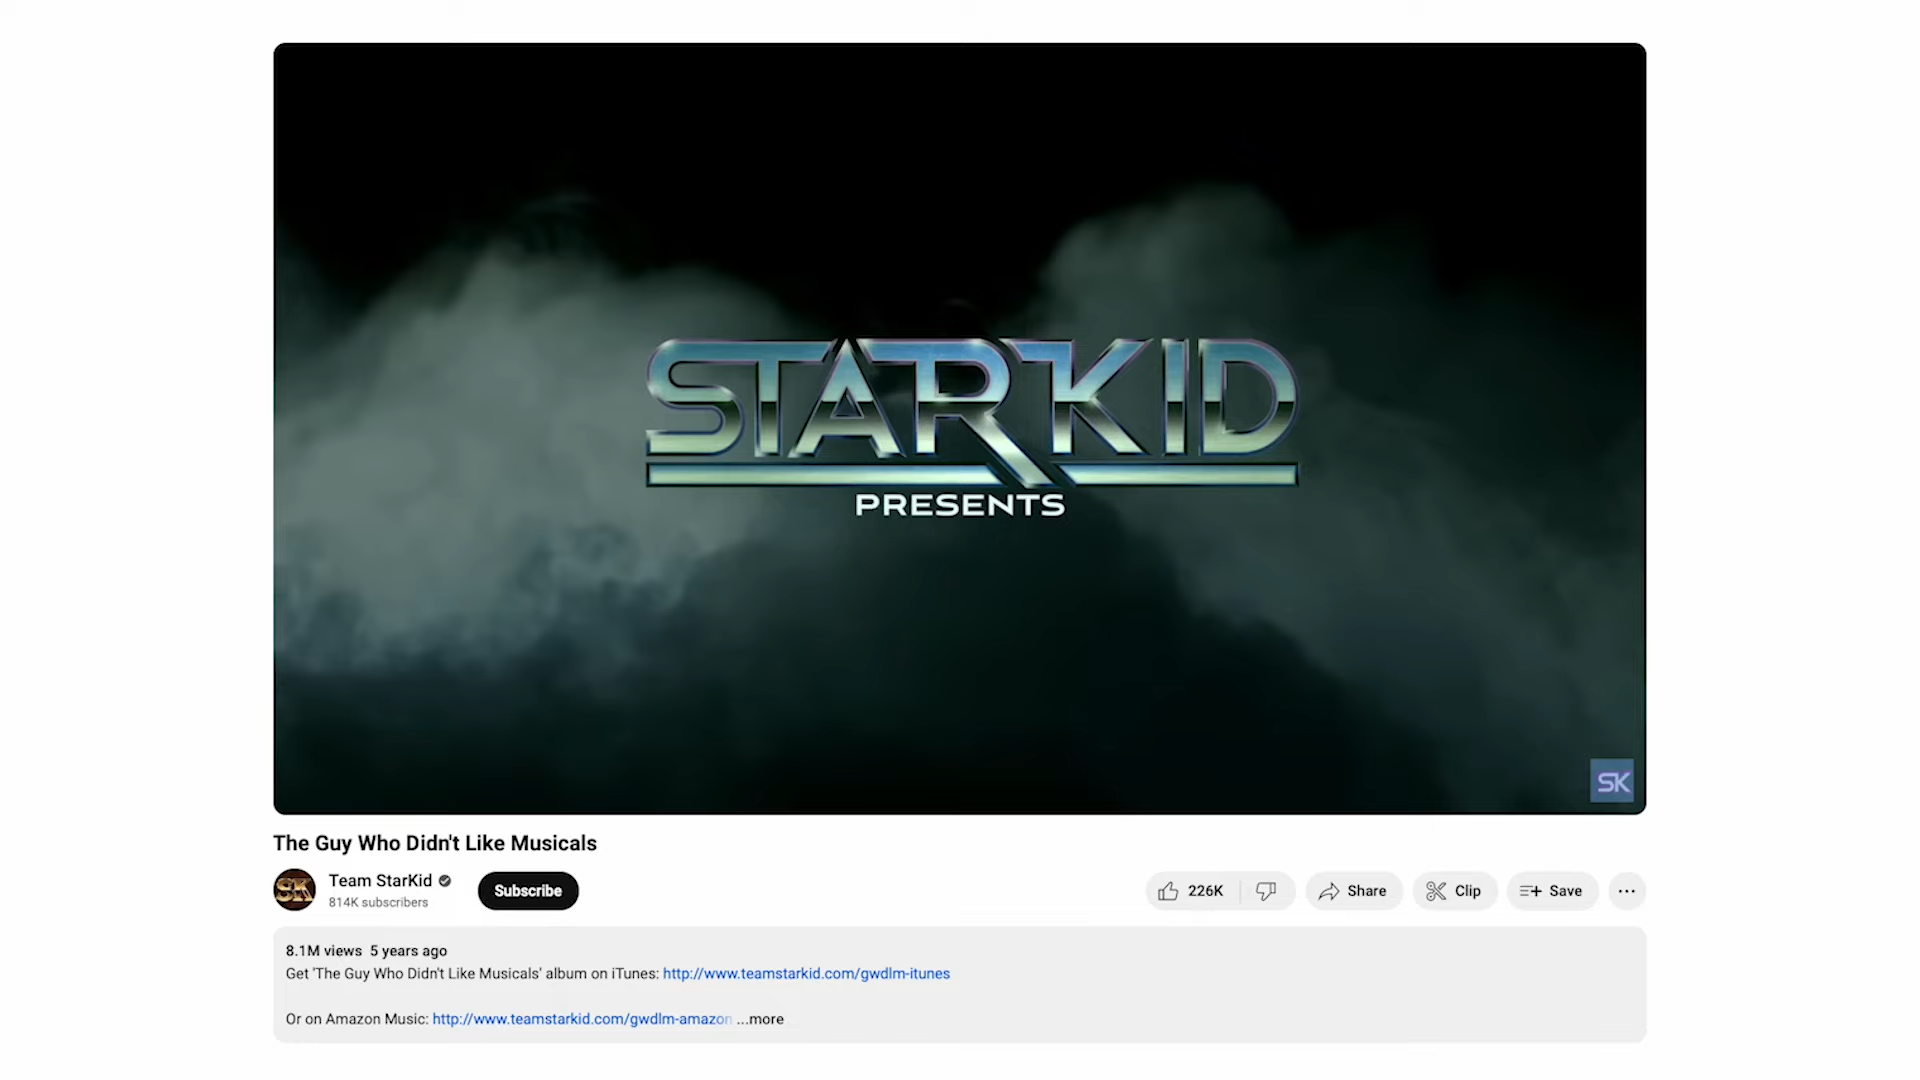 STARKID
PRESENTS
SK
The Guy Who Didn't Like Musicals
SK
Team StarKid
814K subscribers
Subscribe
226K
Share
Clip
Save
8.1M views 5 years ago
Get 'The Guy Who Didn't Like Musicals' album on iTunes: http://www.teamstarkid.com/gwdlm-itunes
Or on Amazon Music: http://www.teamstarkid.com/gwdlm-amazon ...more